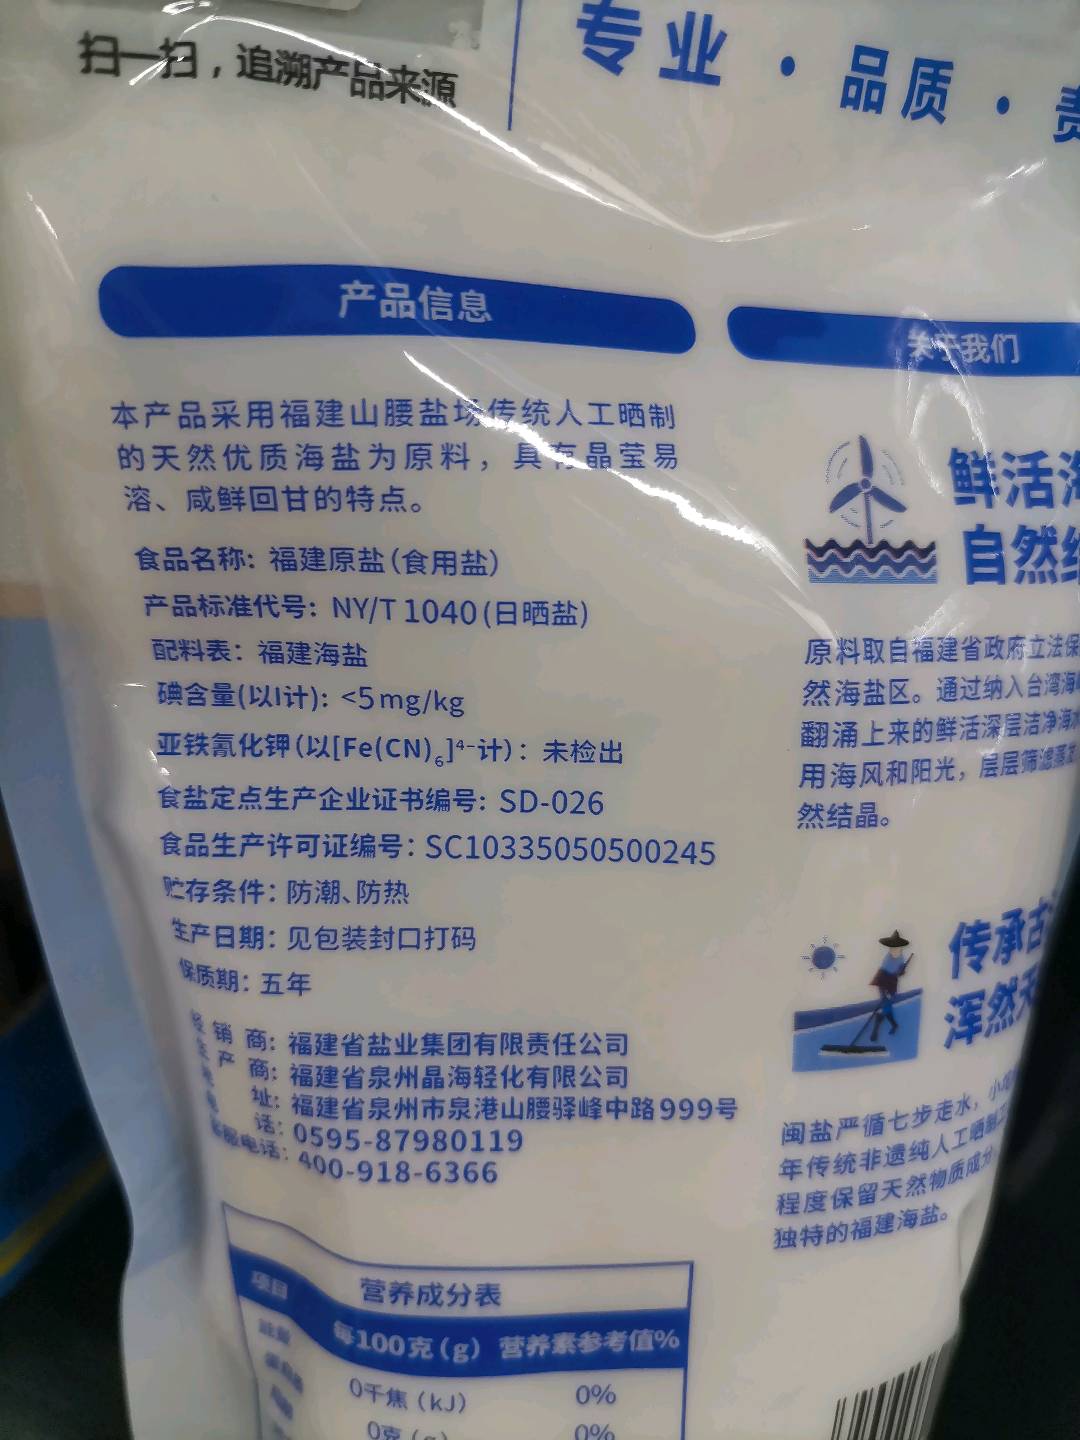 扫一扫，追溯产品来源
专业·品质·责
产品信息
本产品采用福建山腰盐场传统人工晒制
的天然优质海盐为原料，具有晶莹易
溶、咸鲜回甘的特点。
食品名称：福建原盐(食用盐)
产品标准代号：NY/T 1040(日晒盐)
配料表：福建海盐
碘含量(以I计)：<5mg/kg
亚铁氰化钾(以[Fe(CN)₆]⁴⁻计)：未检出
食盐定点生产企业证书编号：SD-026
食品生产许可证编号：SC10335050500245
贮存条件：防潮、防热
生产日期：见包装封口打码
保质期：五年
经销商：福建省盐业集团有限责任公司
生产商：福建省泉州晶海轻化有限公司
地址：福建省泉州市泉港山腰驿峰中路999号
电话：0595-87980119
客服电话：400-918-6366
营养成分表
项目 每100克(g) 营养素参考值%
0千焦(kJ) 0%
0克(g) 0%
关于我们
鲜活海
自然结
原料取自福建省政府立法保
然海盐区。通过纳入台湾海
翻涌上来的鲜活深层洁净海水
用海风和阳光，层层筛滤蒸发
然结晶。
传承古
浑然天
闽盐严循七步走水，小
年传统非遗纯人工晒制工
程度保留天然物质成分
独特的福建海盐。